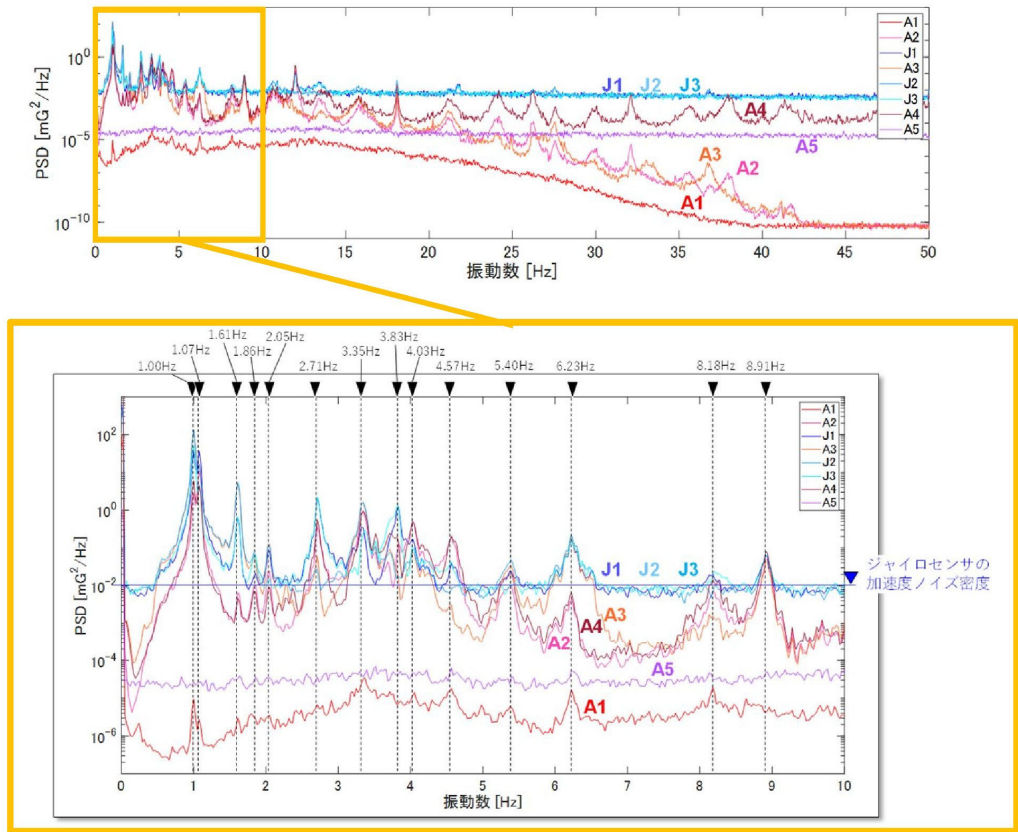 PSD [mG²/Hz]
10⁰
10⁻⁵
10⁻¹⁰
0 5 10 15 20 25 30 35 40 45 50
振動数 [Hz]
J1 J2 J3
A4
A5
A3
A2
A1
A1
A2
J1
A3
J2
J3
A4
A5
1.00Hz
1.07Hz
1.61Hz
1.86Hz
2.05Hz
2.71Hz
3.35Hz
3.83Hz
4.03Hz
4.57Hz
5.40Hz
6.23Hz
8.18Hz
8.91Hz
PSD [mG²/Hz]
10²
10⁰
10⁻²
10⁻⁴
10⁻⁶
0 1 2 3 4 5 6 7 8 9 10
振動数 [Hz]
A1
A2
J1
A3
J2
J3
A4
A5
J1 J2 J3
A3
A4
A2
A5
A1
ジャイロセンサの
加速度ノイズ密度